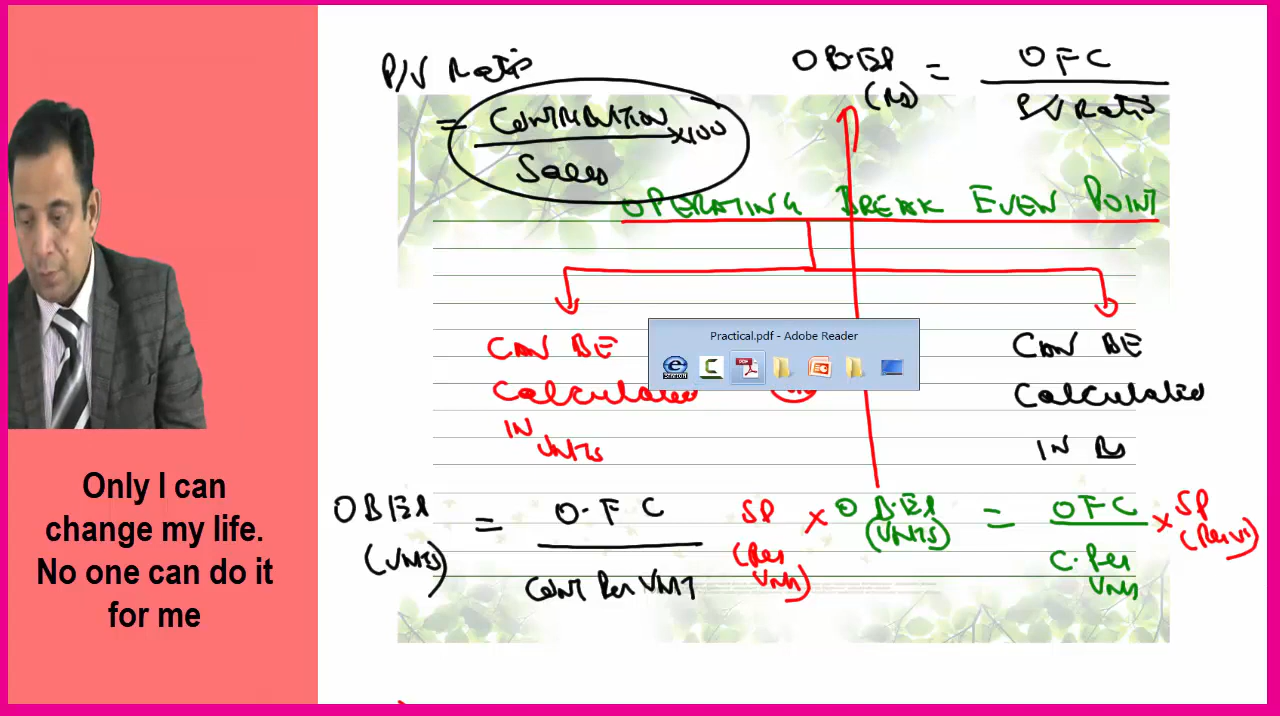 P/V Ratio
= Contribution ×100
Sales
OBEP (Rs) = OFC
P/V Ratio
OPERATING BREAK EVEN POINT
CAN BE
Calculated
IN
UNITS
Practical.pdf - Adobe Reader
CAN BE
Calculated
IN Rs
OBEP (UNITS) = O.F.C
Cont Per Unit
SP (Per Unit) × OBEP (Units) = OFC × SP (Per U)
C. Per Unit
Only I can
change my life.
No one can do it
for me